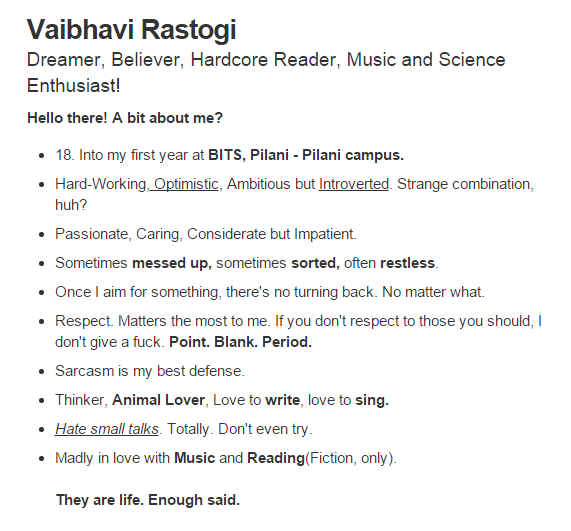 Vaibhavi Rastogi
Dreamer, Believer, Hardcore Reader, Music and Science
Enthusiast!
Hello there! A bit about me?
• 18. Into my first year at BITS, Pilani - Pilani campus.
• Hard-Working, Optimistic, Ambitious but Introverted. Strange combination,
huh?
• Passionate, Caring, Considerate but Impatient.
• Sometimes messed up, sometimes sorted, often restless.
• Once I aim for something, there's no turning back. No matter what.
• Respect. Matters the most to me. If you don't respect to those you should, I
don't give a fuck. Point. Blank. Period.
• Sarcasm is my best defense.
• Thinker, Animal Lover, Love to write, love to sing.
• Hate small talks. Totally. Don't even try.
• Madly in love with Music and Reading(Fiction, only).
They are life. Enough said.